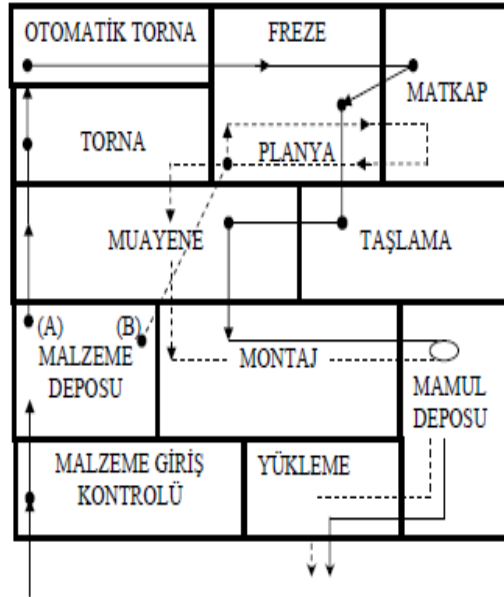 OTOMATİK TORNA
FREZE
MATKAP
TORNA
PLANYA
MUAYENE
TAŞLAMA
(A)
(B)
MALZEME
DEPOSU
MONTAJ
MAMUL
DEPOSU
MALZEME GİRİŞ
KONTROLÜ
YÜKLEME